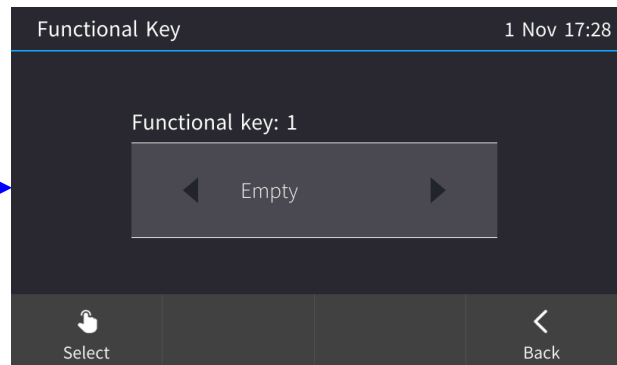 Functional Key 1 Nov 17:28
Functional key: 1
Empty
Select Back